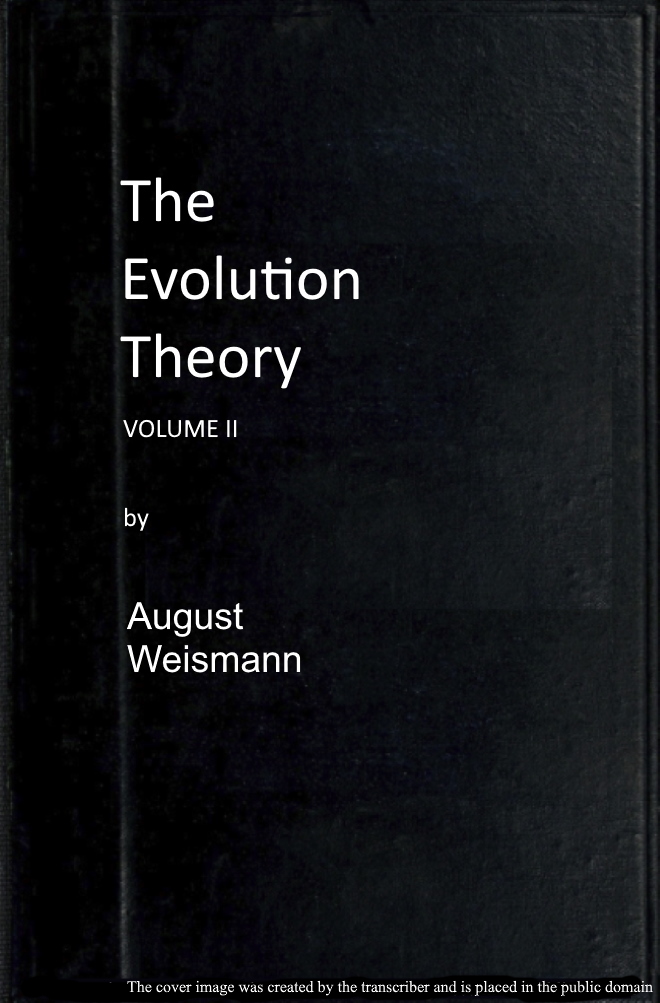 The
Evolution
Theory
VOLUME II
by
August
Weismann
The cover image was created by the transcriber and is placed in the public domain